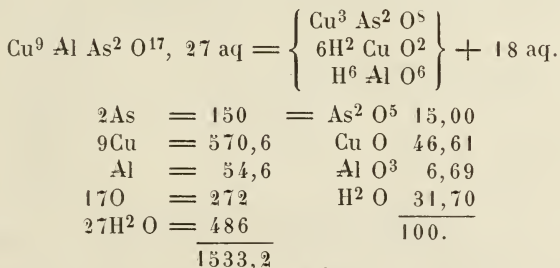 Cu⁹ Al As² O¹⁷, 27 aq = { Cu³ As² O⁸
6H² Cu O²
H⁶ Al O⁶ } + 18 aq.
2As = 150 = As² O⁵ 15,00
9Cu = 570,6 Cu O 46,61
Al = 54,6 Al O³ 6,69
17O = 272 H² O 31,70
27H² O = 486 100.
1533,2